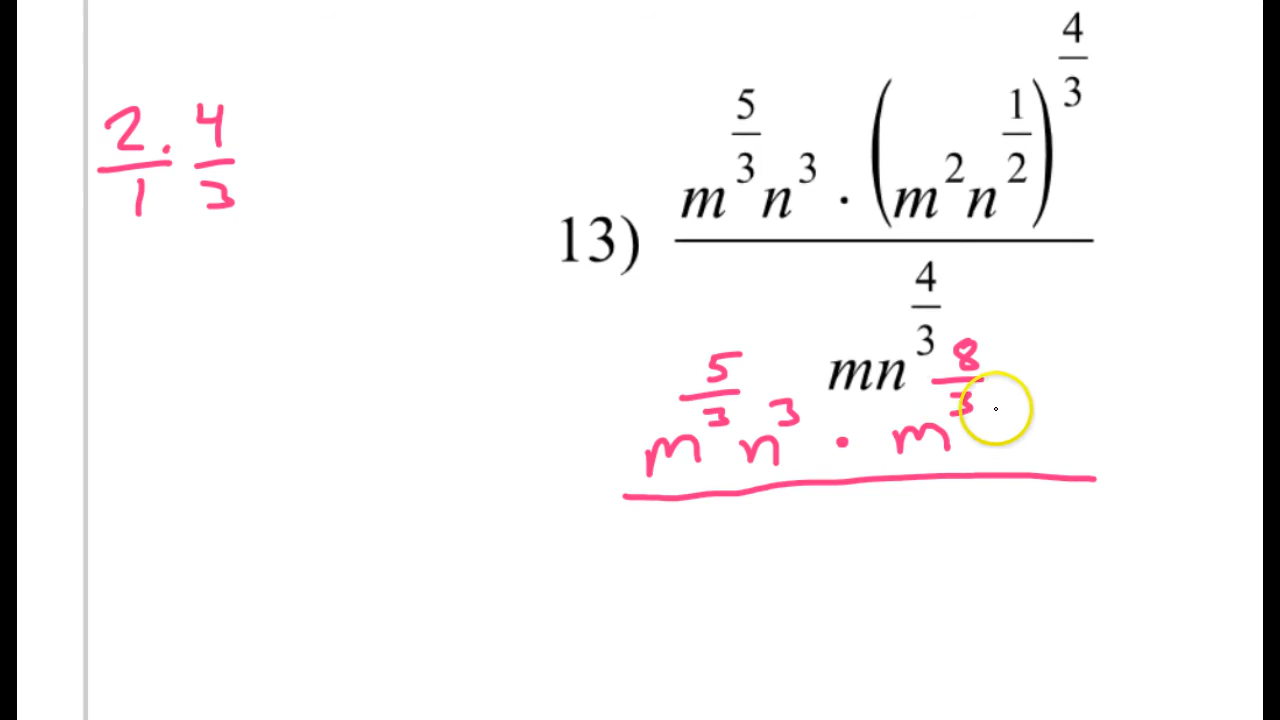 2/1 · 4/3
13) (m^(5/3) n^3 · (m^2 n^(1/2))^(4/3)) / (m n^(4/3))
m^(5/3) n^3 · m^(8/3)